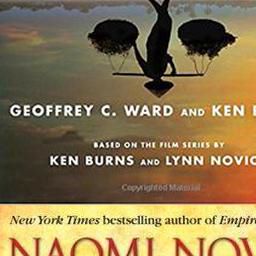 GEOFFREY C. WARD AND KEN
BASED ON THE FILM SERIES BY
KEN BURNS AND LYNN NOVIC
Copyrighted Material
New York Times bestselling author of Empire
NAOMI NOV